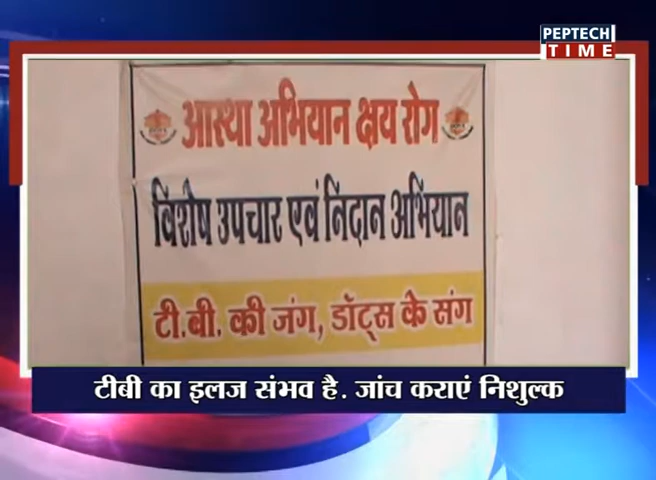 PEPTECH
TIME
आस्था अभियान क्षय रोग
विशेष उपचार एवं निदान अभियान
टी.बी. की जंग, डॉट्स के संग
टीबी का इलज संभव है. जांच कराएं निशुल्क